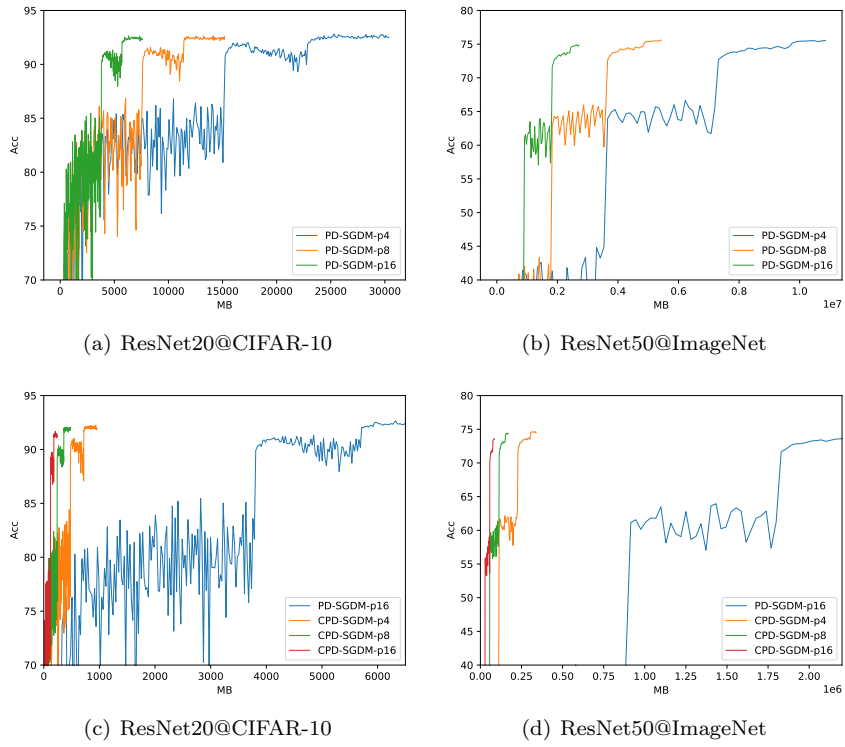 95
90
85
80
75
70
Acc
0 5000 10000 15000 20000 25000 30000
MB
PD-SGDM-p4
PD-SGDM-p8
PD-SGDM-p16
(a) ResNet20@CIFAR-10
80
75
70
65
60
55
50
45
40
Acc
0.0 0.2 0.4 0.6 0.8 1.0
1e7
MB
PD-SGDM-p4
PD-SGDM-p8
PD-SGDM-p16
(b) ResNet50@ImageNet
95
90
85
80
75
70
Acc
0 1000 2000 3000 4000 5000 6000
MB
PD-SGDM-p16
CPD-SGDM-p4
CPD-SGDM-p8
CPD-SGDM-p16
(c) ResNet20@CIFAR-10
80
75
70
65
60
55
50
45
40
Acc
0.00 0.25 0.50 0.75 1.00 1.25 1.50 1.75 2.00
1e6
MB
PD-SGDM-p16
CPD-SGDM-p4
CPD-SGDM-p8
CPD-SGDM-p16
(d) ResNet50@ImageNet